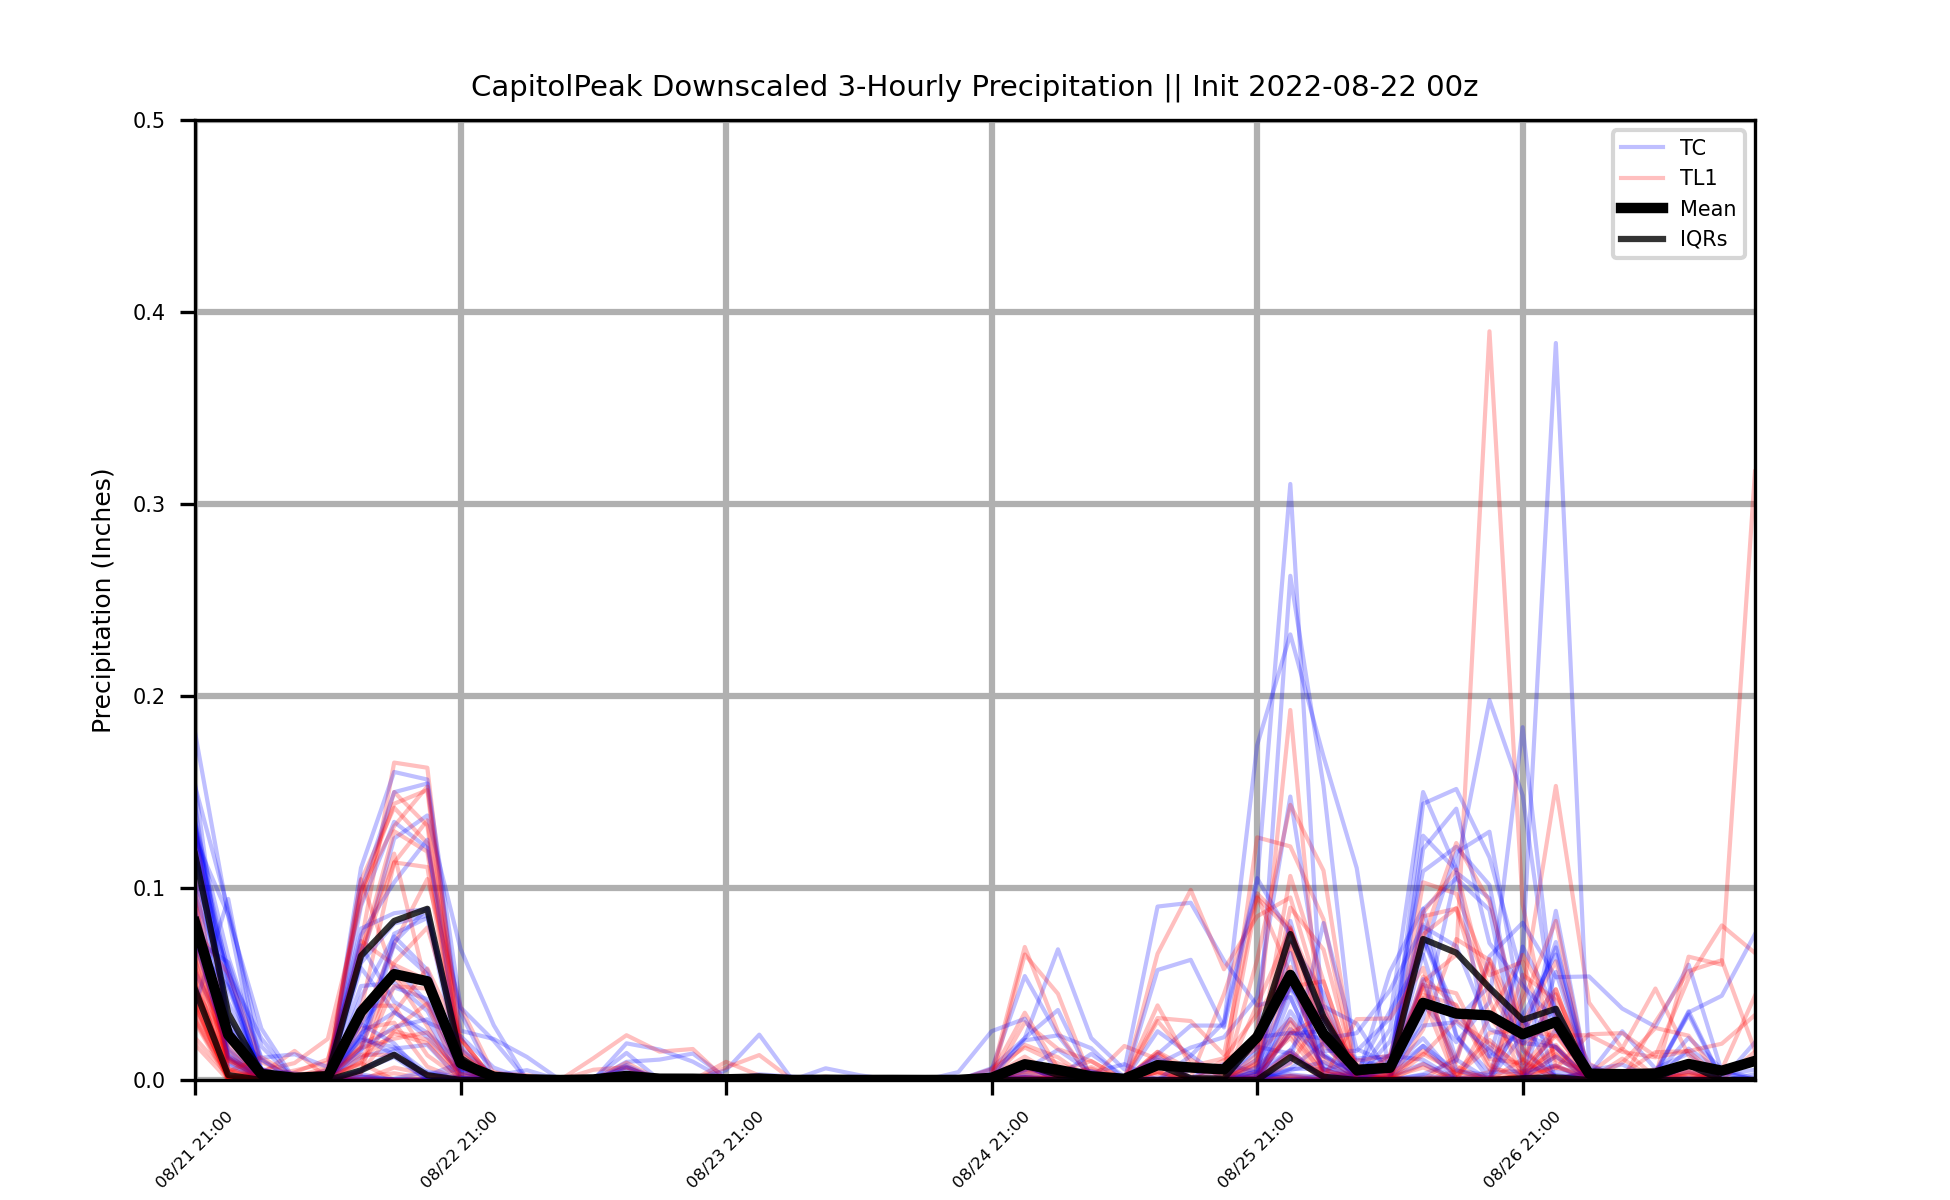 CapitolPeak Downscaled 3-Hourly Precipitation || Init 2022-08-22 00z
0.5
0.4
0.3
0.2
0.1
0.0
Precipitation (Inches)
TC
TL1
Mean
IQRs
08/21 21:00
08/22 21:00
08/23 21:00
08/24 21:00
08/25 21:00
08/26 21:00